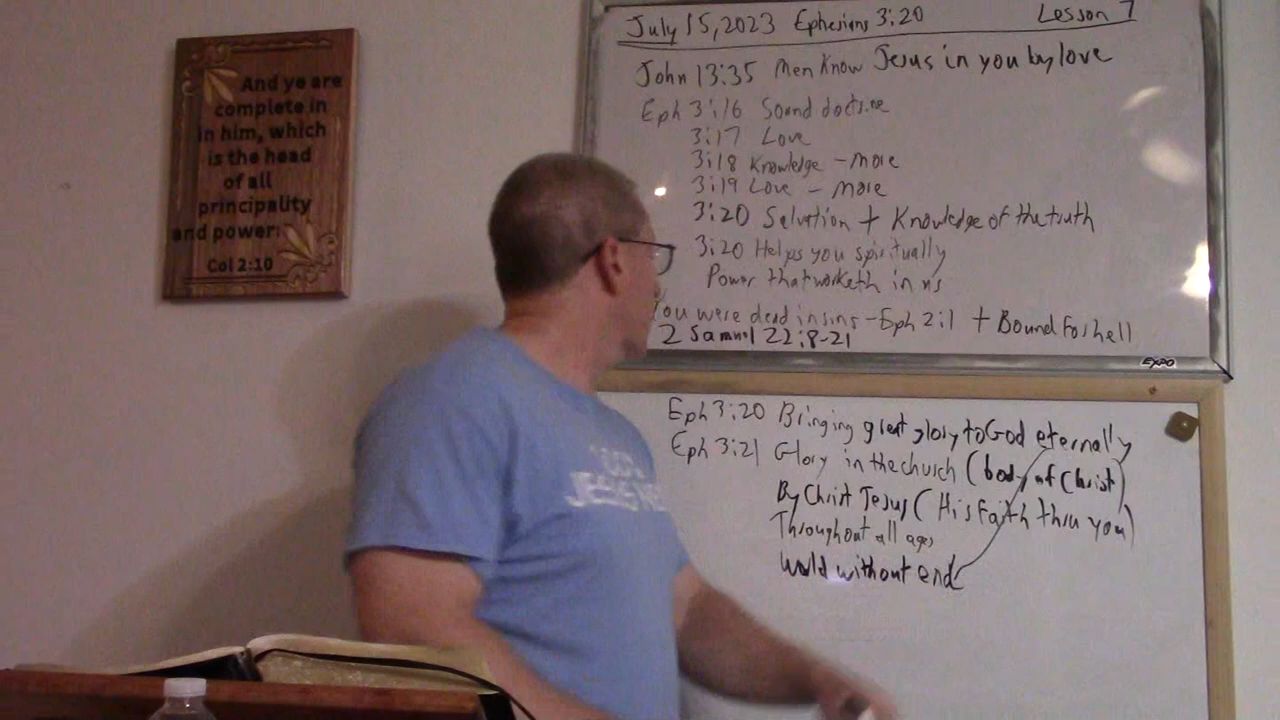 And ye are
complete in
in him, which
is the head
of all
principality
and power:
Col 2:10
July 15, 2023 Ephesians 3:20 Lesson 7
John 13:35 Men Know Jesus in you by love
Eph 3:16 Sound doctrine
3:17 Love
3:18 Knowledge - more
3:19 Love - more
3:20 Salvation + Knowledge of the truth
3:20 Helps you spiritually
Power that worketh in us
You were dead in sins - Eph 2:1 + Bound for hell
2 Samuel 22:8-21
EXPO
Eph 3:20 Bringing great glory to God eternally
Eph 3:21 Glory in the church (body of Christ)
By Christ Jesus (His Faith thru you)
Throughout all ages
World without end